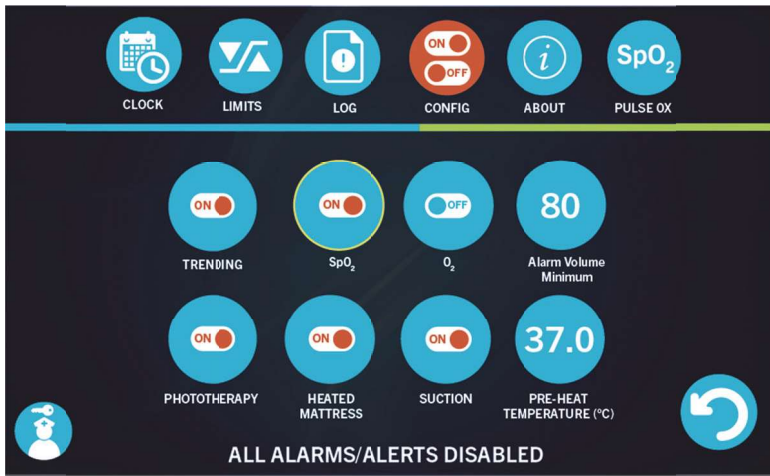 ON
OFF
SpO₂
CLOCK
LIMITS
LOG
CONFIG
ABOUT
PULSE OX
ON
ON
OFF
80
TRENDING
SpO₂
O₂
Alarm Volume
Minimum
ON
ON
ON
37.0
PHOTOTHERAPY
HEATED
MATTRESS
SUCTION
PRE-HEAT
TEMPERATURE (ºC)
ALL ALARMS/ALERTS DISABLED